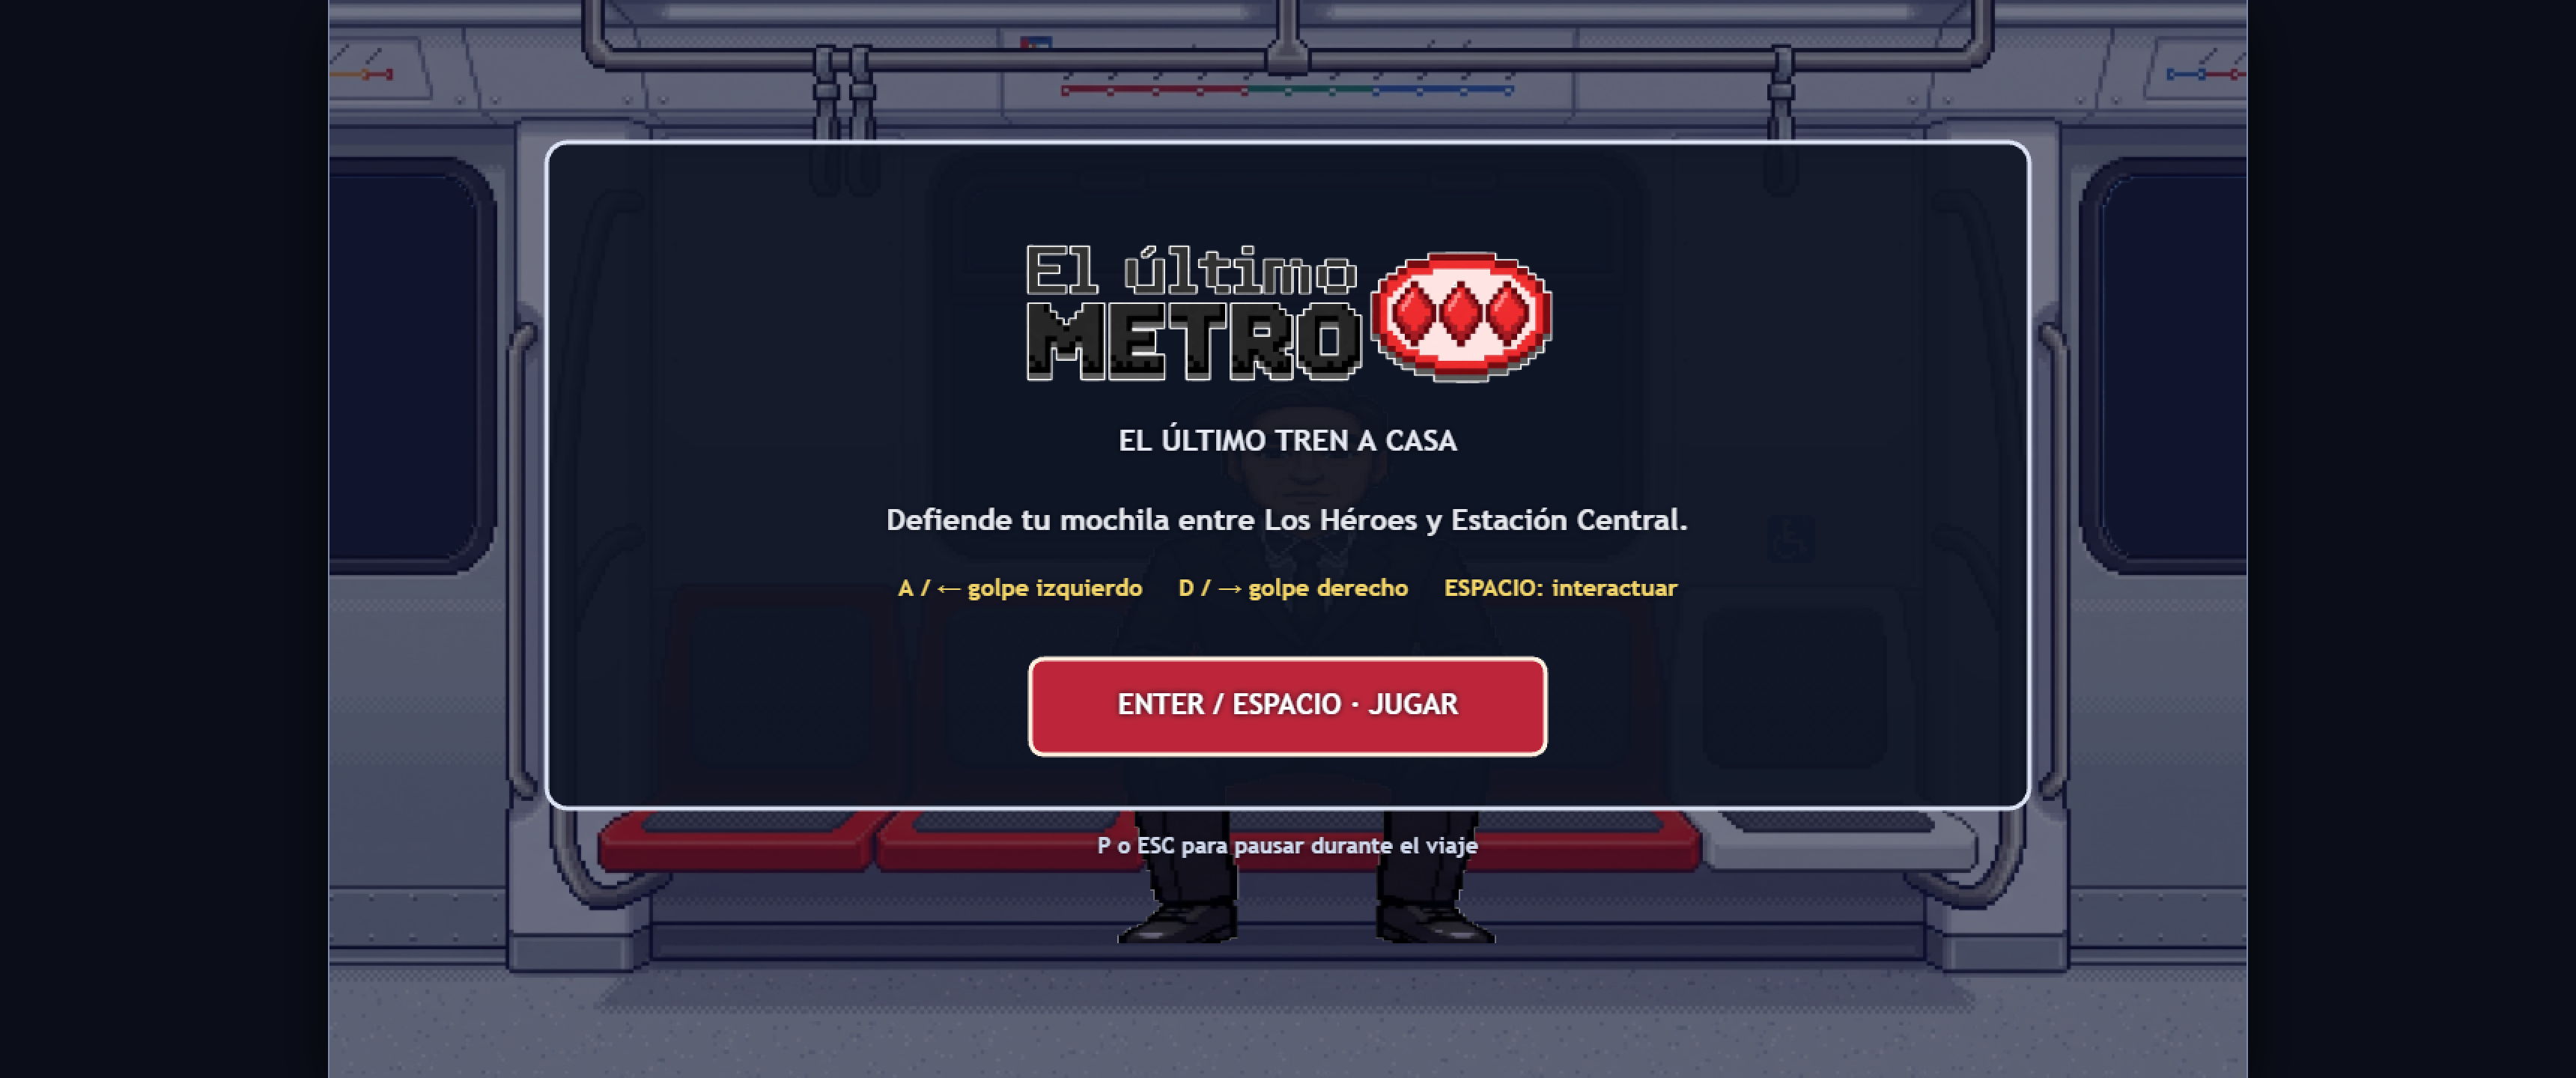 El último
METRO
EL ÚLTIMO TREN A CASA
Defiende tu mochila entre Los Héroes y Estación Central.
A / ← golpe izquierdo D / → golpe derecho ESPACIO: interactuar
ENTER / ESPACIO · JUGAR
P o ESC para pausar durante el viaje